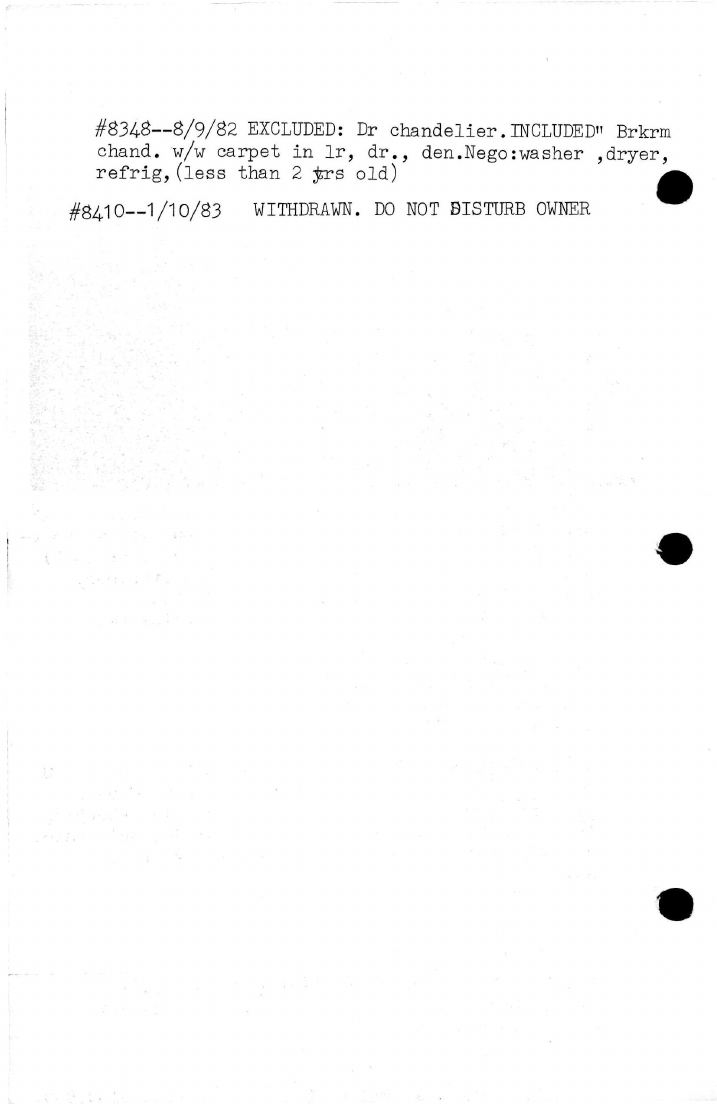 #8348--8/9/82 EXCLUDED: Dr chandelier.INCLUDED" Brkrm
chand. w/w carpet in lr, dr., den.Nego:washer ,dryer,
refrig,(less than 2 yrs old)
#8410--1/10/83 WITHDRAWN. DO NOT DISTURB OWNER